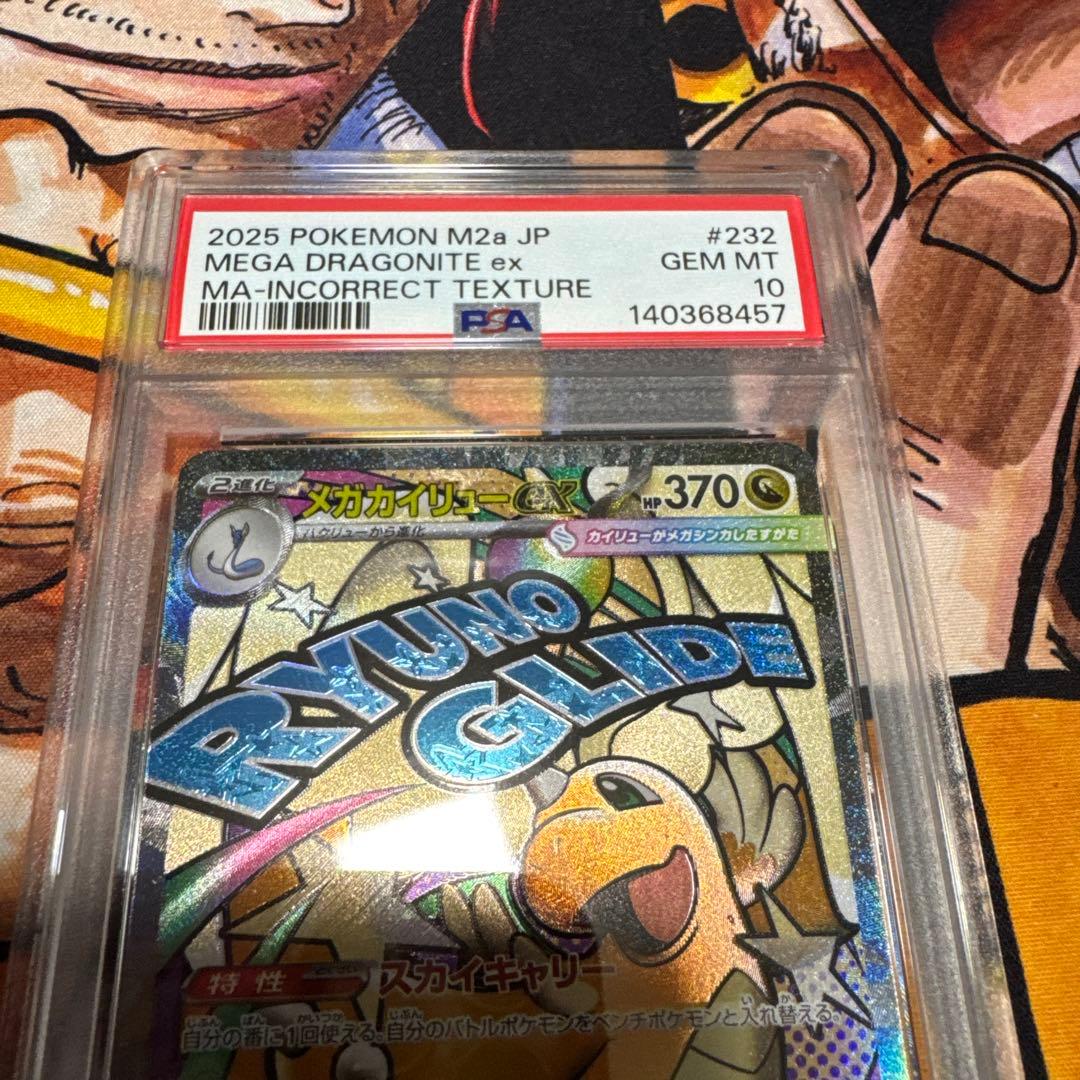 2025 POKEMON M2a JP #232
MEGA DRAGONITE ex GEM MT
MA-INCORRECT TEXTURE 10
PSA 140368457
2進化 メガカイリューex HP370
ハクリューから進化 カイリューがメガシンカしたすがた
RYUNO
GLIDE
特性 スカイキャリー
自分の番に1回使える。自分のバトルポケモンをベンチポケモンと入れ替える。